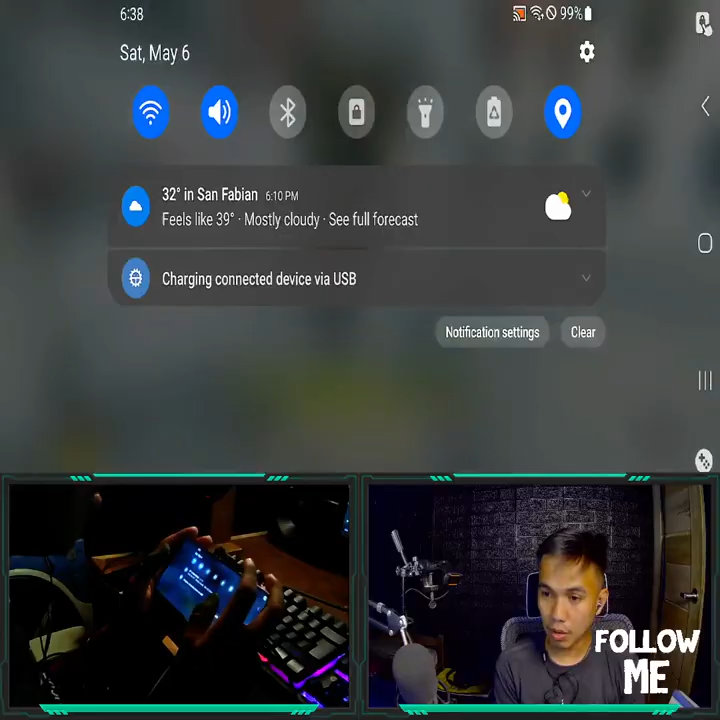 6:38
99%
Sat, May 6
32° in San Fabian 6:10 PM
Feels like 39° · Mostly cloudy · See full forecast
Charging connected device via USB
Notification settings
Clear
FOLLOW
ME